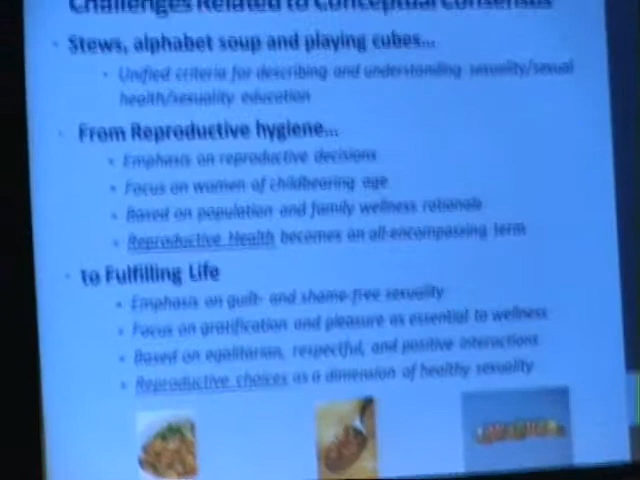 Challenges Related to Conceptual Consensus
Stews, alphabet soup and playing cubes...
Unified criteria for describing and understanding sexuality/sexual
health/sexuality education
From Reproductive hygiene...
Emphasis on reproductive decisions
Focus on women of childbearing age
Based on population and family wellness rationale
Reproductive Health becomes an all-encompassing term
to Fulfilling Life
Emphasis on guilt- and shame-free sexuality
Focus on gratification and pleasure as essential to wellness
Based on egalitarian, respectful, and positive interactions
Reproductive choices as a dimension of healthy sexuality